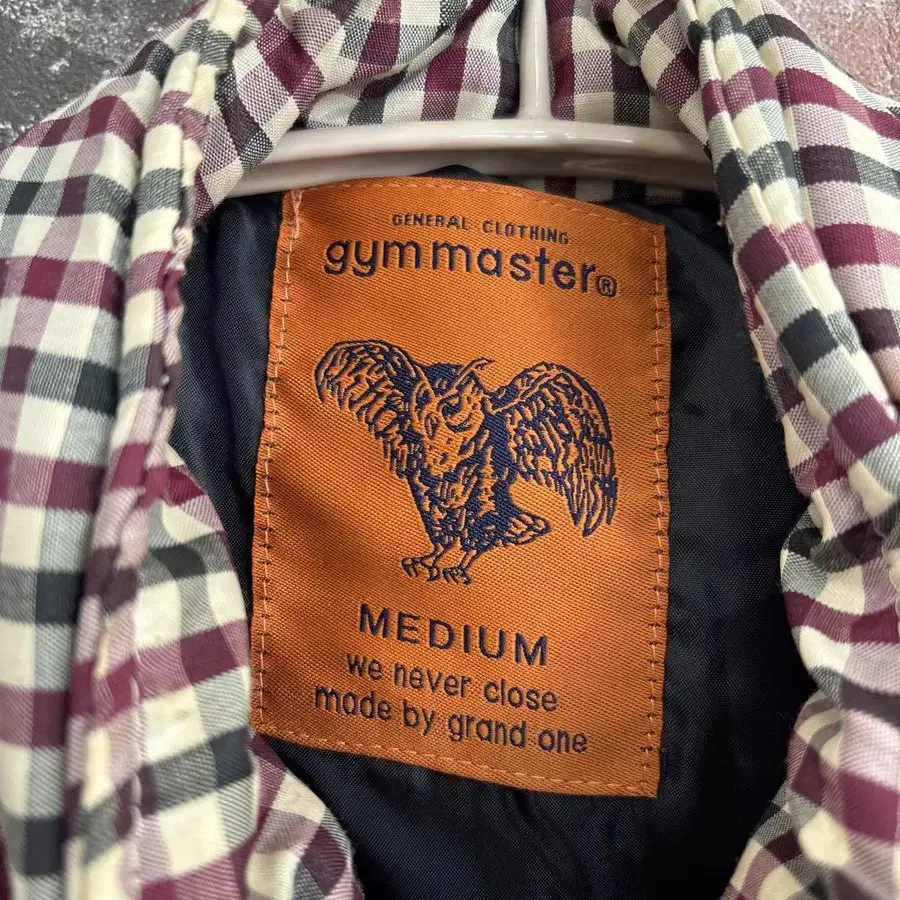 GENERAL CLOTHING
gymmaster®
MEDIUM
we never close
made by grand one